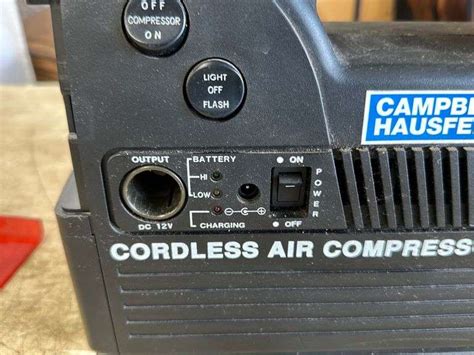 OFF
COMPRESSOR
ON
LIGHT
OFF
FLASH
CAMPBE
HAUSFE
OUTPUT
BATTERY
HI
LOW
CHARGING
DC 12V
ON
POWER
OFF
CORDLESS AIR COMPRESS